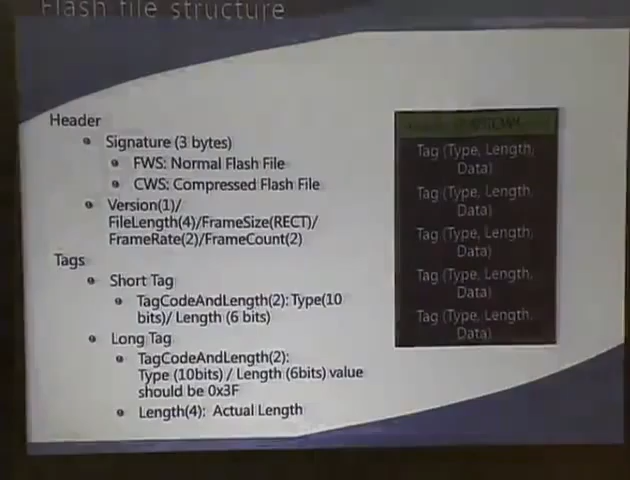 Flash file structure
Header
Signature (3 bytes)
FWS: Normal Flash File
CWS: Compressed Flash File
Version(1)/
FileLength(4)/FrameSize(RECT)/
FrameRate(2)/FrameCount(2)
Tags
Short Tag
TagCodeAndLength(2): Type(10
bits)/ Length (6 bits)
Long Tag
TagCodeAndLength(2):
Type (10bits) / Length (6bits) value
should be 0x3F
Length(4): Actual Length
Tag (Type, Length,
Data)
Tag (Type, Length,
Data)
Tag (Type, Length,
Data)
Tag (Type, Length,
Data)
Tag (Type, Length,
Data)